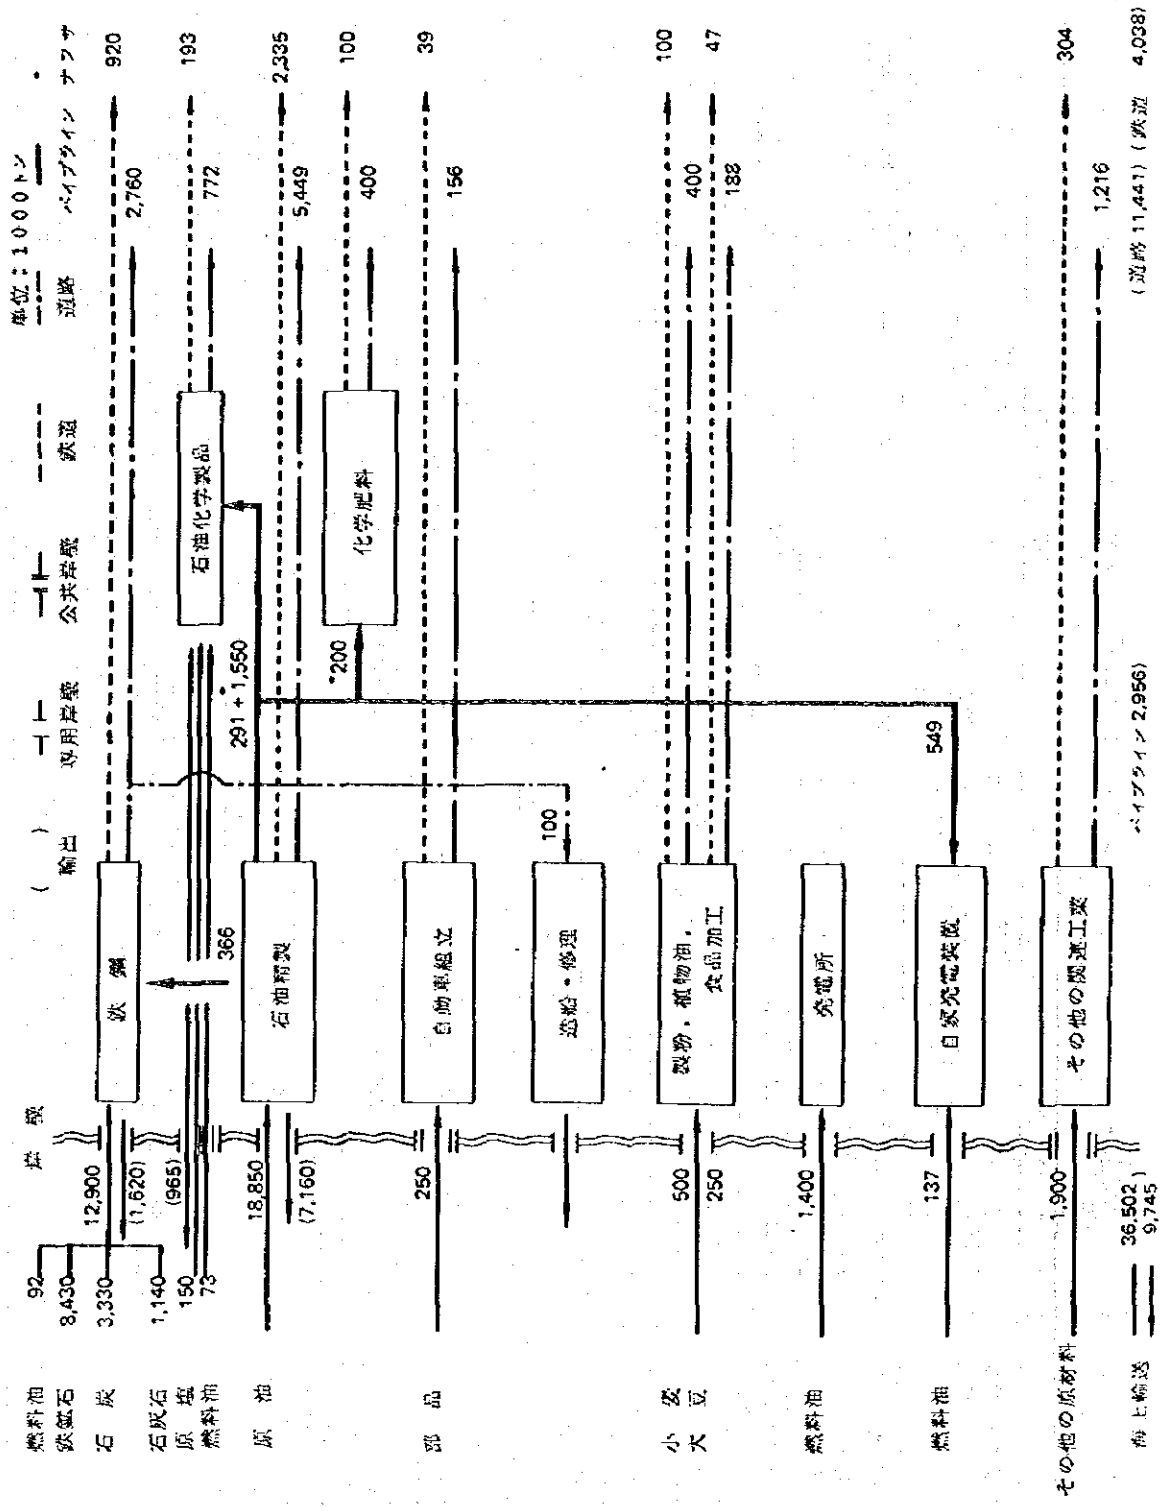 単位：1000トン
岸 壁
( 輸出 )
専用岸壁
公共岸壁
鉄道
道路
パイプライン
ナフサ
燃料油 92
鉄鉱石 8,430
石 炭 3,330
石灰石 1,140
12,900
(1,620)
鉄 鋼
920
2,760
原 塩 150
燃料油 73
(965)
366
石油化学製品
193
772
原 油
18,850
(7,160)
石油精製
291 + 1,550
2,335
5,449
*200
化学肥料
100
400
部 品
250
自動車組立
39
156
100
造船・修理
小 麦 500
大 豆 250
製粉，植物油，
食品加工
100
400
47
188
燃料油
1,400
発電所
燃料油
137
自家発電装置
549
その他の原材料
1,900
その他の関連工業
304
1,216
海上輸送
36,502
9,745
パイプライン 2,956)
(道路 11,441) (鉄道 4,038)